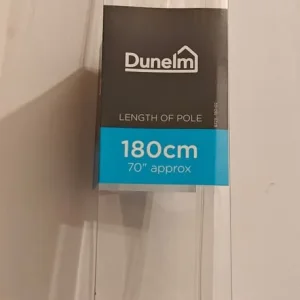 Dunelm
LENGTH OF POLE
180cm
70" approx